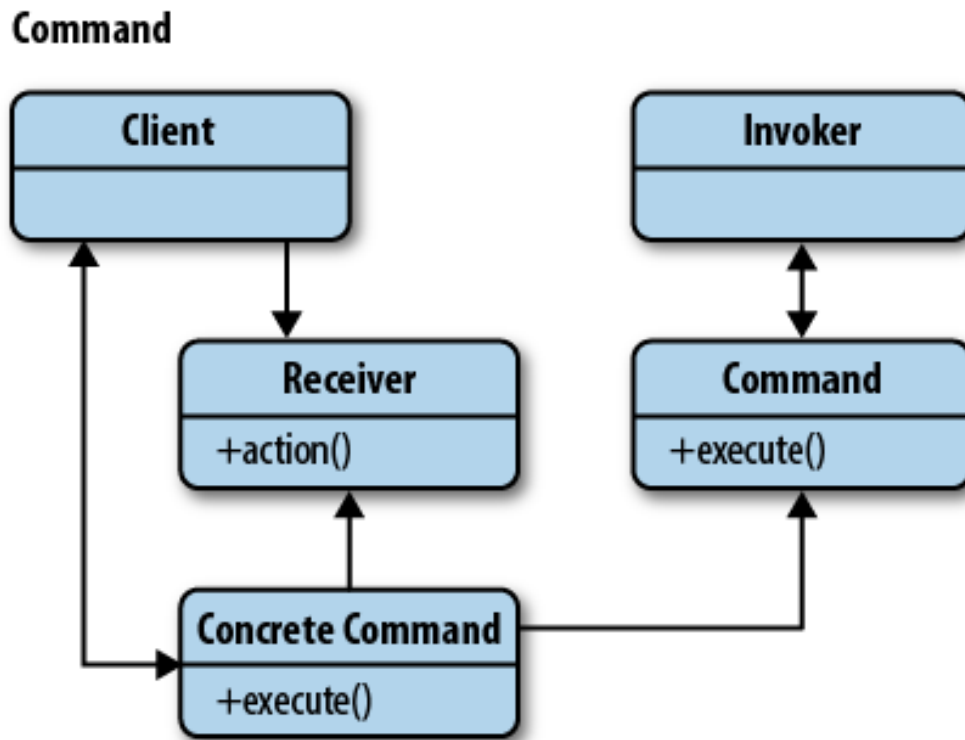 Command
Client
Invoker
Receiver
+action()
Command
+execute()
Concrete Command
+execute()